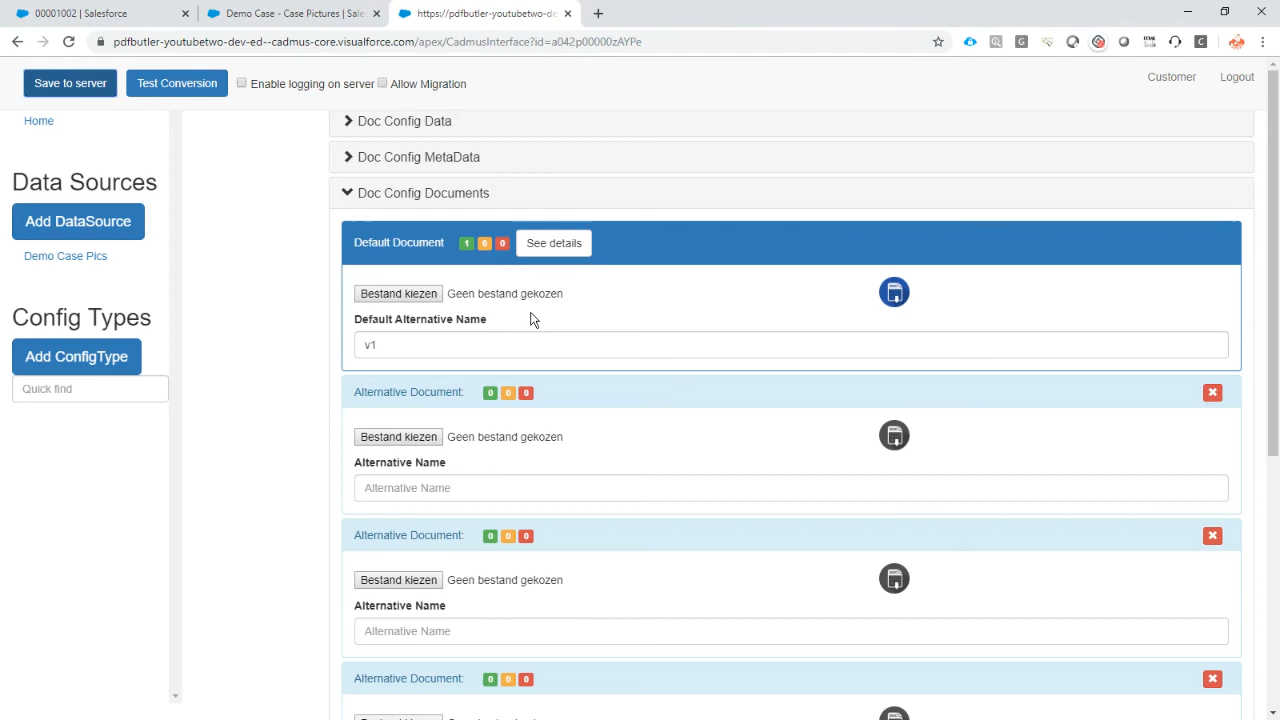 00001002 | Salesforce
Demo Case - Case Pictures | Sales
https://pdfbutler-youtubetwo-de
pdfbutler-youtubetwo-dev-ed--cadmus-core.visualforce.com/apex/CadmusInterface?id=a042p00000zAYPe
Save to server
Test Conversion
Enable logging on server
Allow Migration
Customer
Logout
Home
Data Sources
Add DataSource
Demo Case Pics
Config Types
Add ConfigType
Quick find
Doc Config Data
Doc Config MetaData
Doc Config Documents
Default Document 1 0 0 See details
Bestand kiezen Geen bestand gekozen
Default Alternative Name
v1
Alternative Document: 0 0 0
Bestand kiezen Geen bestand gekozen
Alternative Name
Alternative Name
Alternative Document: 0 0 0
Bestand kiezen Geen bestand gekozen
Alternative Name
Alternative Name
Alternative Document: 0 0 0